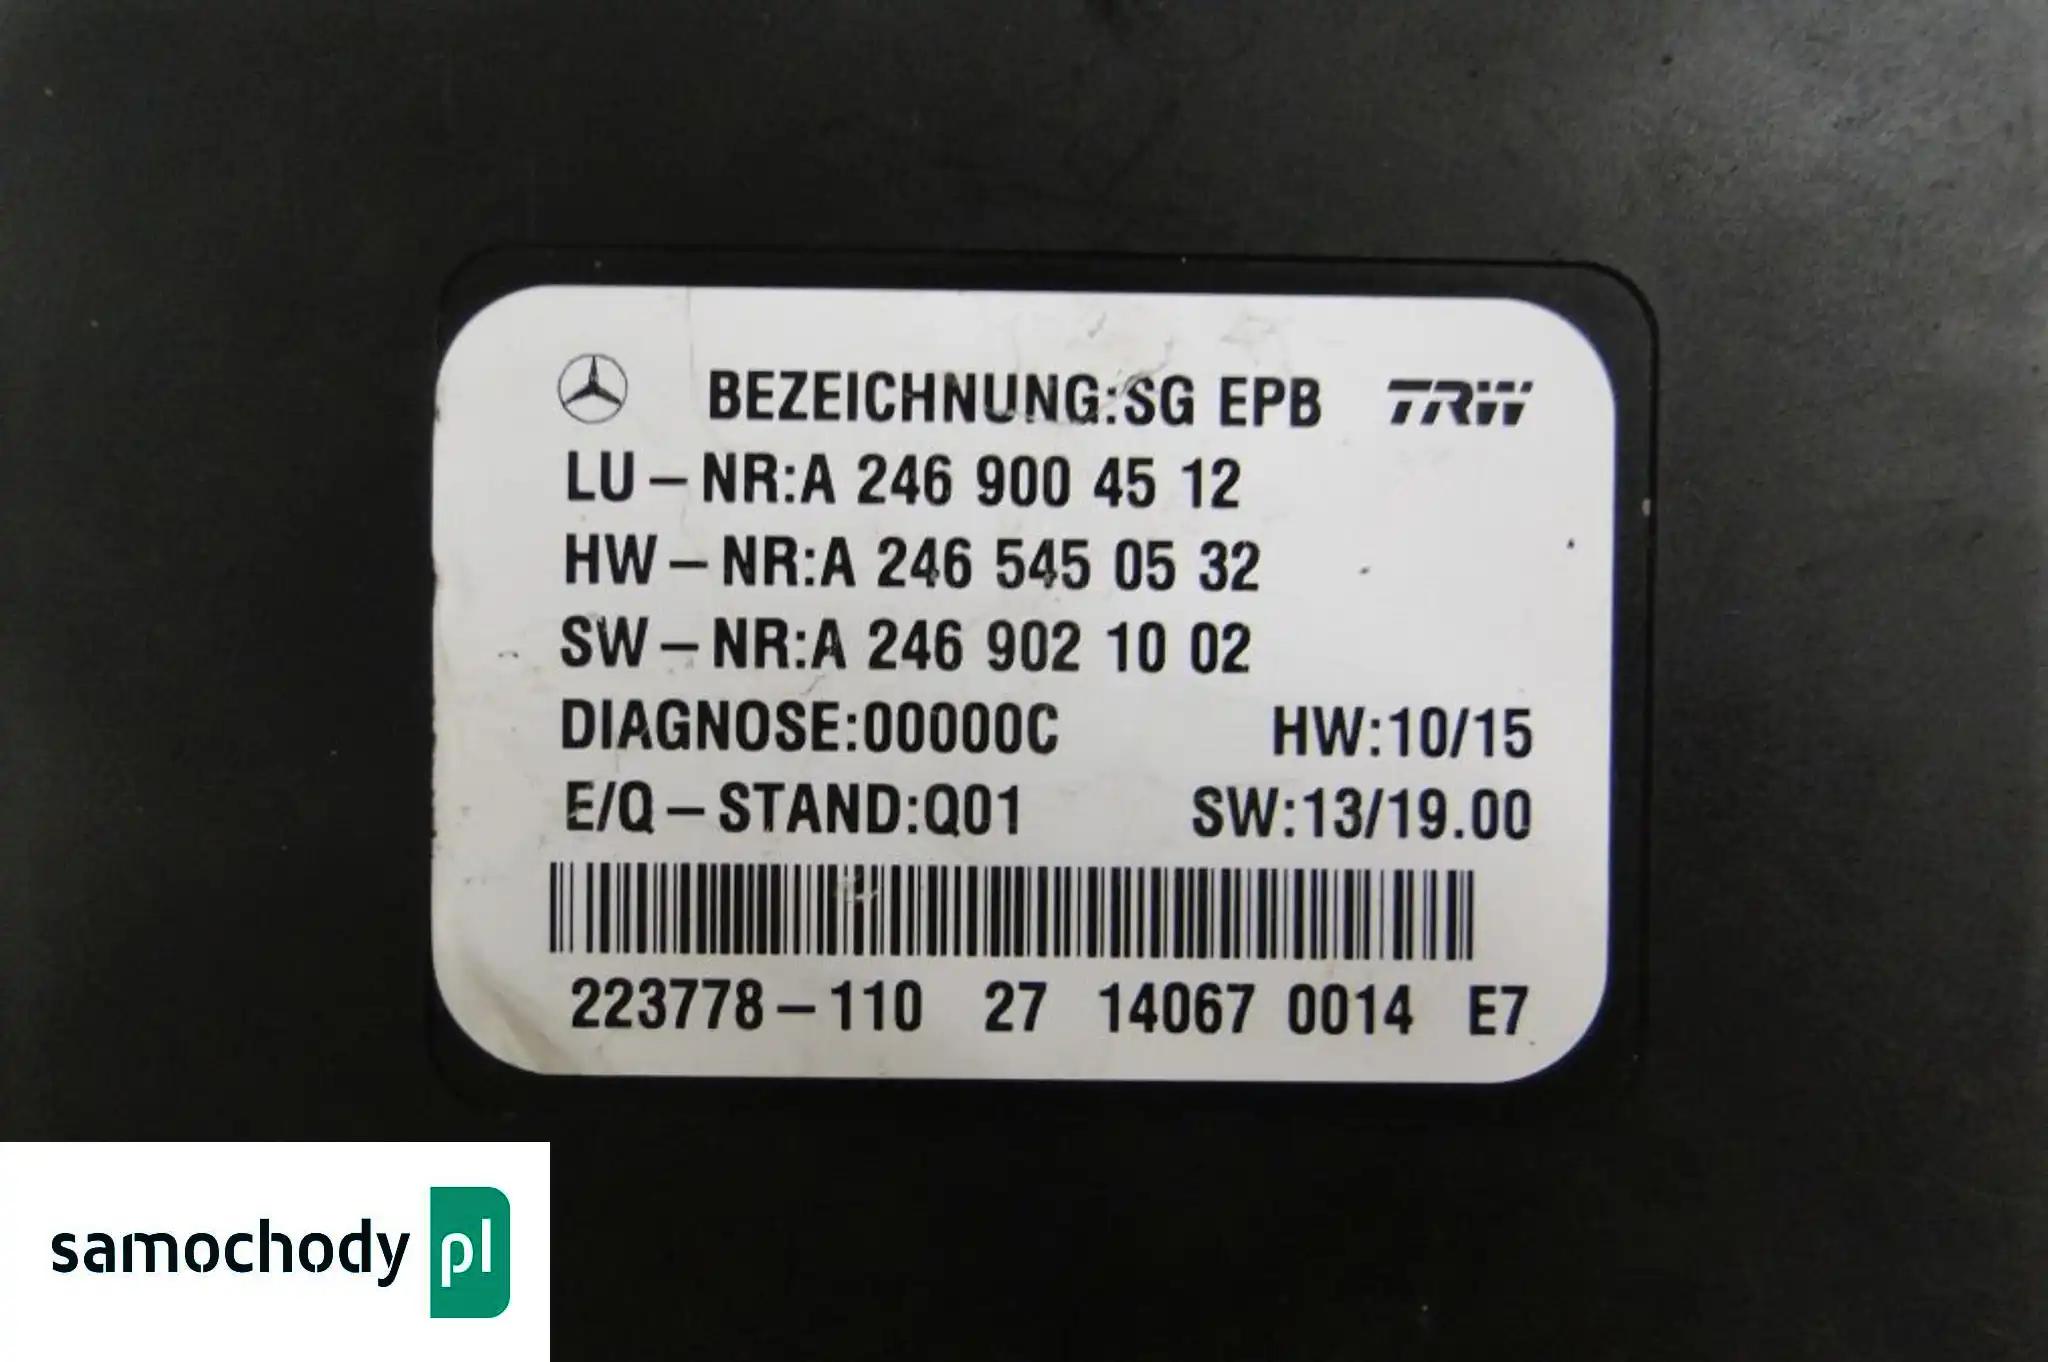 BEZEICHNUNG:SG EPB TRW
LU-NR:A 246 900 45 12
HW-NR:A 246 545 05 32
SW-NR:A 246 902 10 02
DIAGNOSE:00000C HW:10/15
E/Q-STAND:Q01 SW:13/19.00
223778-110 27 14067 0014 E7
samochody pl